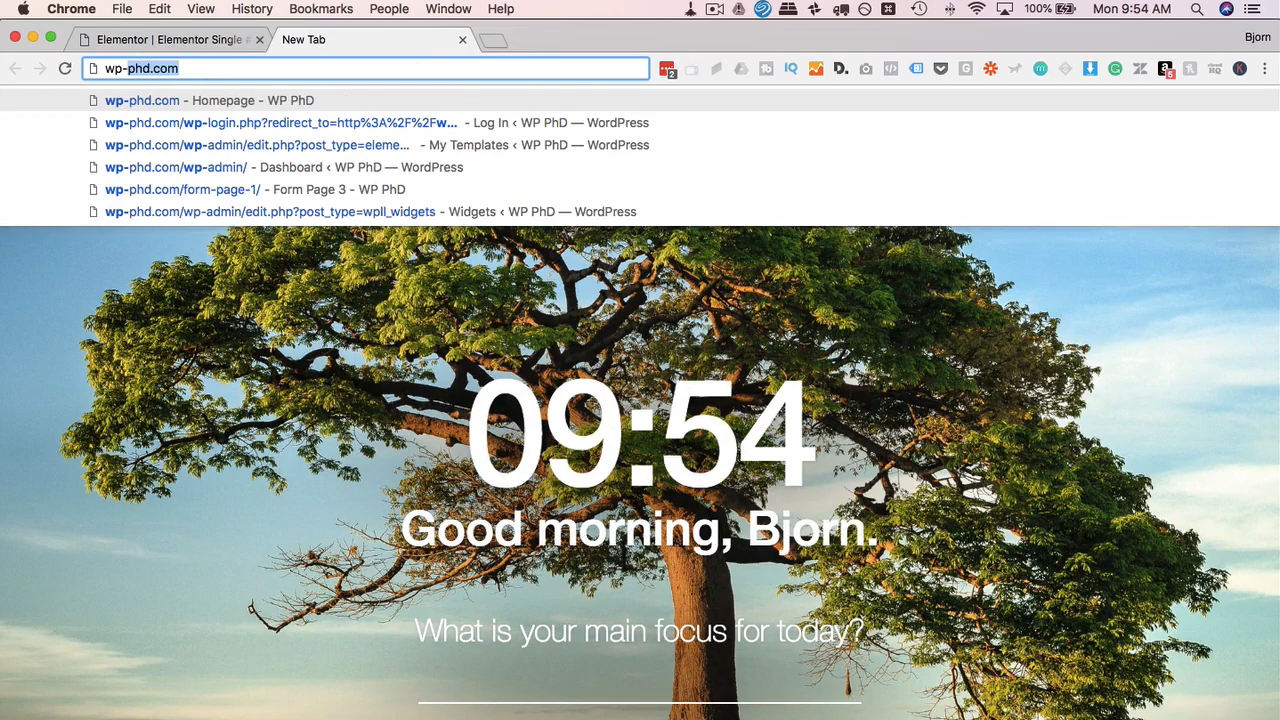 Chrome File Edit View History Bookmarks People Window Help 100% Mon 9:54 AM
Elementor | Elementor Single # New Tab Bjorn
wp-phd.com 2 D. IQ G Z a 5 cloud HQ K
wp-phd.com - Homepage - WP PhD
wp-phd.com/wp-login.php?redirect_to=http%3A%2F%2Fw... - Log In ‹ WP PhD — WordPress
wp-phd.com/wp-admin/edit.php?post_type=eleme... - My Templates ‹ WP PhD — WordPress
wp-phd.com/wp-admin/ - Dashboard ‹ WP PhD — WordPress
wp-phd.com/form-page-1/ - Form Page 3 - WP PhD
wp-phd.com/wp-admin/edit.php?post_type=wpll_widgets - Widgets ‹ WP PhD — WordPress
09:54
Good morning, Bjorn.
What is your main focus for today?